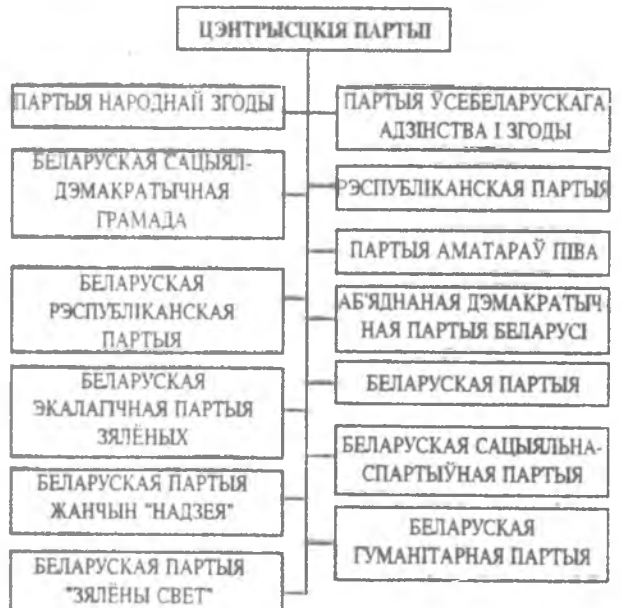 ЦЭНТРЫСЦКІЯ ПАРТЫІ
ПАРТЫЯ НАРОДНАЙ ЗГОДЫ
БЕЛАРУСКАЯ САЦЫЯЛ-
ДЭМАКРАТЫЧНАЯ
ГРАМАДА
БЕЛАРУСКАЯ
РЭСПУБЛІКАНСКАЯ
ПАРТЫЯ
БЕЛАРУСКАЯ
ЭКАЛАГІЧНАЯ ПАРТЫЯ
ЗЯЛЁНЫХ
БЕЛАРУСКАЯ ПАРТЫЯ
ЖАНЧЫН "НАДЗЕЯ"
БЕЛАРУСКАЯ ПАРТЫЯ
"ЗЯЛЁНЫ СВЕТ"
ПАРТЫЯ ЎСЕБЕЛАРУСКАГА
АДЗІНСТВА І ЗГОДЫ
РЭСПУБЛІКАНСКАЯ ПАРТЫЯ
ПАРТЫЯ АМАТАРАЎ ПІВА
АБ'ЯДНАНАЯ ДЭМАКРАТЫЧ
НАЯ ПАРТЫЯ БЕЛАРУСІ
БЕЛАРУСКАЯ ПАРТЫЯ
БЕЛАРУСКАЯ САЦЫЯЛЬНА-
СПАРТЫЎНАЯ ПАРТЫЯ
БЕЛАРУСКАЯ
ГУМАНІТАРНАЯ ПАРТЫЯ